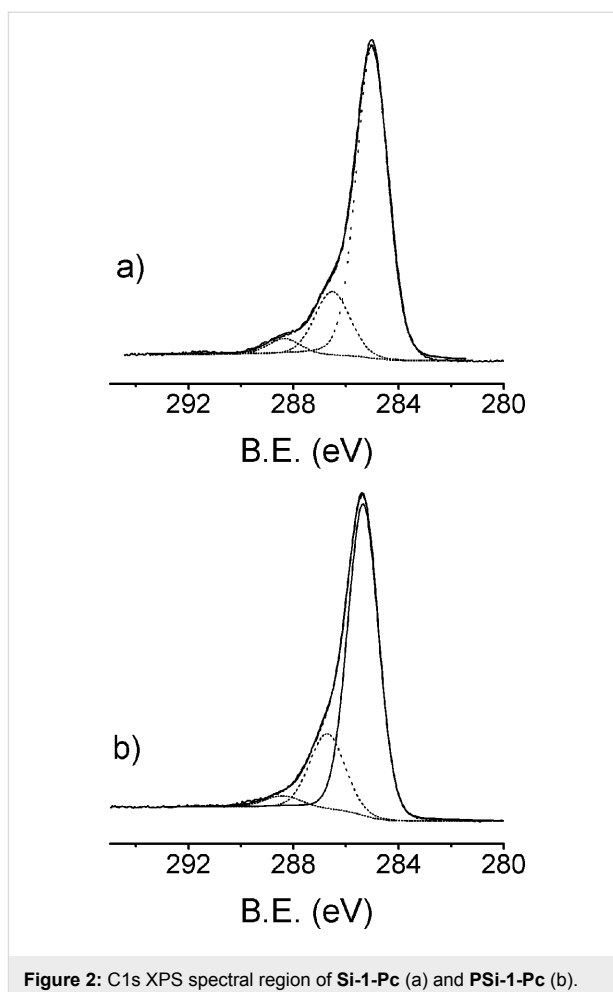 a)
292 288 284 280
B.E. (eV)
b)
292 288 284 280
B.E. (eV)
Figure 2: C1s XPS spectral region of Si-1-Pc (a) and PSi-1-Pc (b).